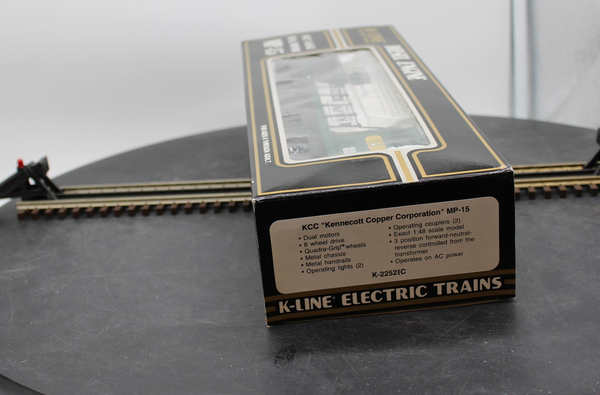 KCC "Kennecott Copper Corporation" MP-15
• Dual motors
• 8 wheel drive
• Quadra-Grip™ wheels
• Metal chassis
• Metal handrails
• Operating lights (2)
• Operating couplers (2)
• Exact 1:48 scale model
• 3 position forward-neutral-
reverse controlled from the
transformer
• Operates on AC power
K-2252IC
K-LINE® ELECTRIC TRAINS